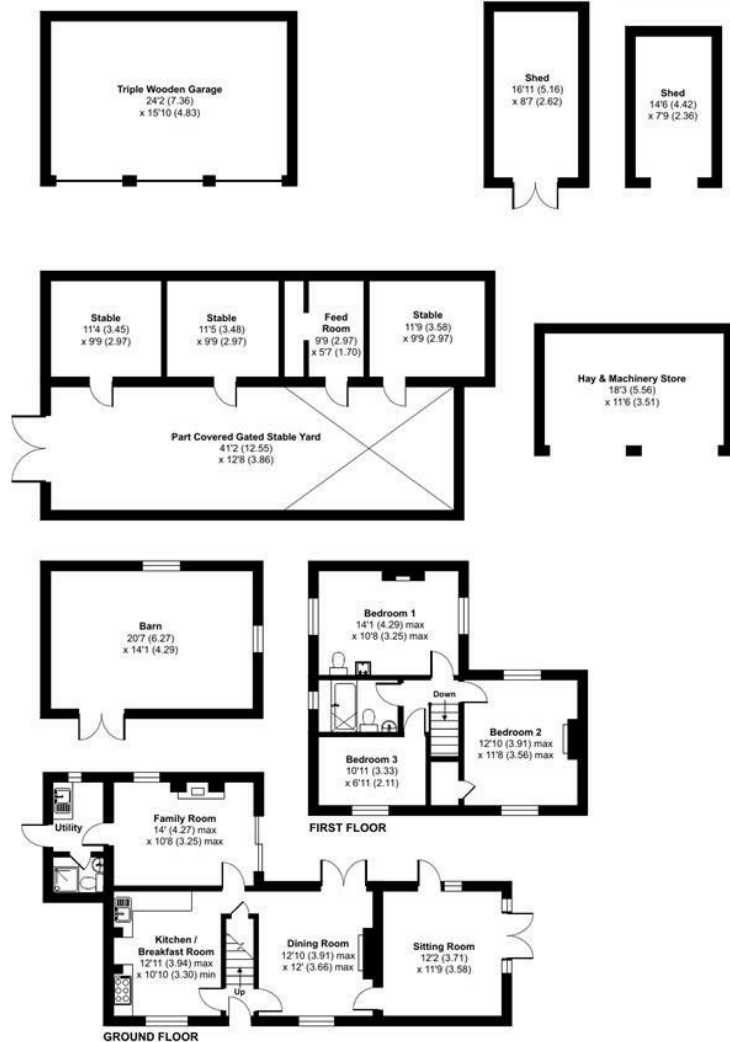 Triple Wooden Garage
24'2 (7.36)
x 15'10 (4.83)
Shed
16'11 (5.16)
x 8'7 (2.62)
Shed
14'6 (4.42)
x 7'9 (2.36)
Stable
11'4 (3.45)
x 9'9 (2.97)
Stable
11'5 (3.48)
x 9'9 (2.97)
Feed
Room
9'9 (2.97)
x 5'7 (1.70)
Stable
11'9 (3.58)
x 9'9 (2.97)
Hay & Machinery Store
18'3 (5.56)
x 11'6 (3.51)
Part Covered Gated Stable Yard
41'2 (12.55)
x 12'8 (3.86)
Barn
20'7 (6.27)
x 14'1 (4.29)
Bedroom 1
14'1 (4.29) max
x 10'8 (3.25) max
Down
Bedroom 2
12'10 (3.91) max
x 11'8 (3.56) max
Bedroom 3
10'11 (3.33)
x 6'11 (2.11)
FIRST FLOOR
Utility
Family Room
14' (4.27) max
x 10'8 (3.25) max
Kitchen /
Breakfast Room
12'11 (3.94) max
x 10'10 (3.30) min
Up
Dining Room
12'10 (3.91) max
x 12' (3.66) max
Sitting Room
12'2 (3.71)
x 11'9 (3.58)
GROUND FLOOR